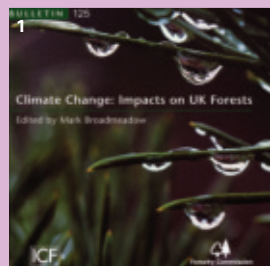 BULLETIN 125
1
Climate Change: Impacts on UK Forests
Edited by Mark Broadmeadow
ICF
Forestry Commission